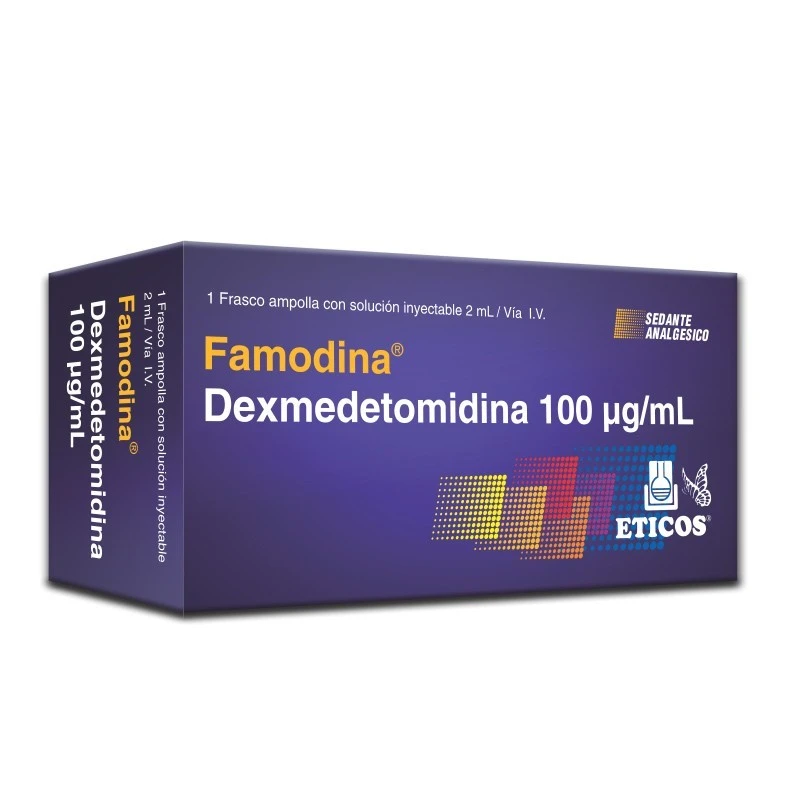 1 Frasco ampolla con solución inyectable 2 mL / Vía I.V.
Famodina®
Dexmedetomidina 100 µg/mL
SEDANTE
ANALGESICO
ETICOS®
1 Frasco ampolla con solución inyectable
2 mL / Vía I.V.
Famodina®
Dexmedetomidina
100 µg/mL